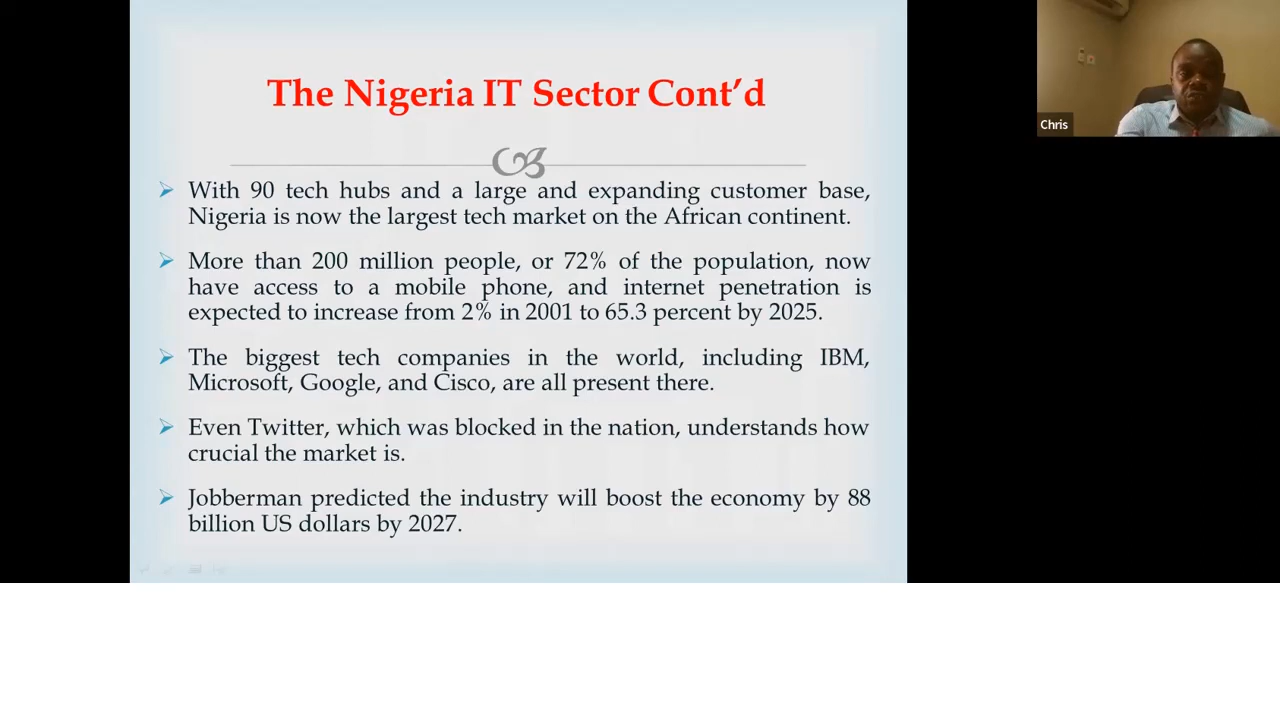 The Nigeria IT Sector Cont’d
With 90 tech hubs and a large and expanding customer base,
Nigeria is now the largest tech market on the African continent.
More than 200 million people, or 72% of the population, now
have access to a mobile phone, and internet penetration is
expected to increase from 2% in 2001 to 65.3 percent by 2025.
The biggest tech companies in the world, including IBM,
Microsoft, Google, and Cisco, are all present there.
Even Twitter, which was blocked in the nation, understands how
crucial the market is.
Jobberman predicted the industry will boost the economy by 88
billion US dollars by 2027.
Chris